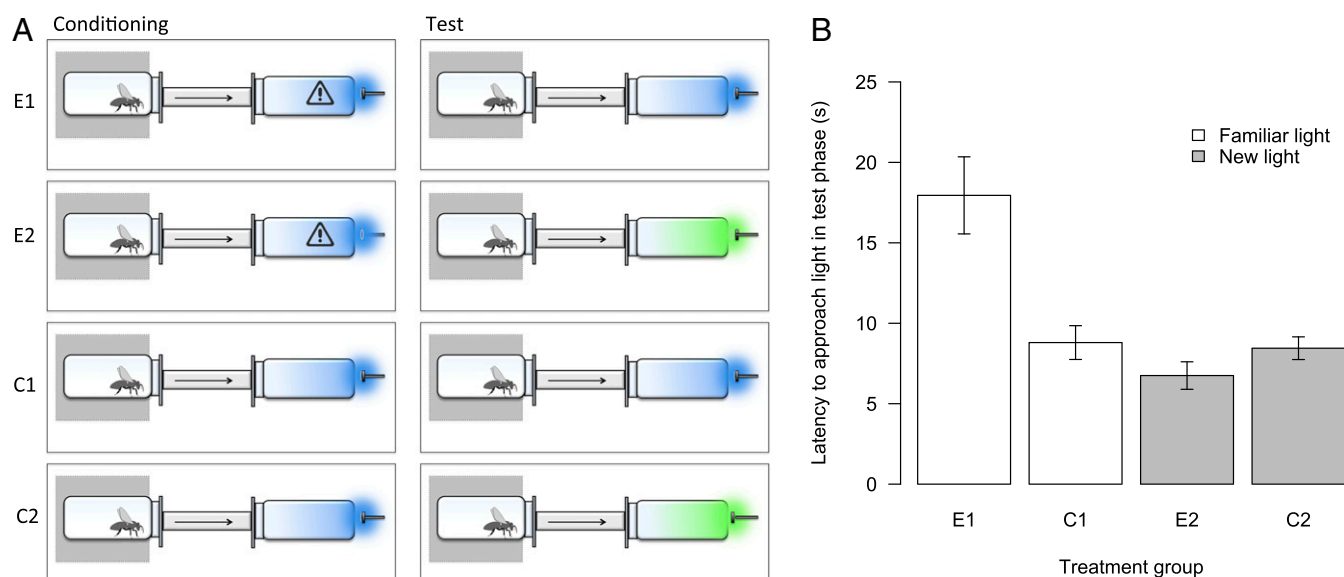 A
Conditioning
Test
E1
E2
C1
C2
B
Latency to approach light in test phase (s)
25
20
15
10
5
0
Familiar light
New light
E1
C1
E2
C2
Treatment group